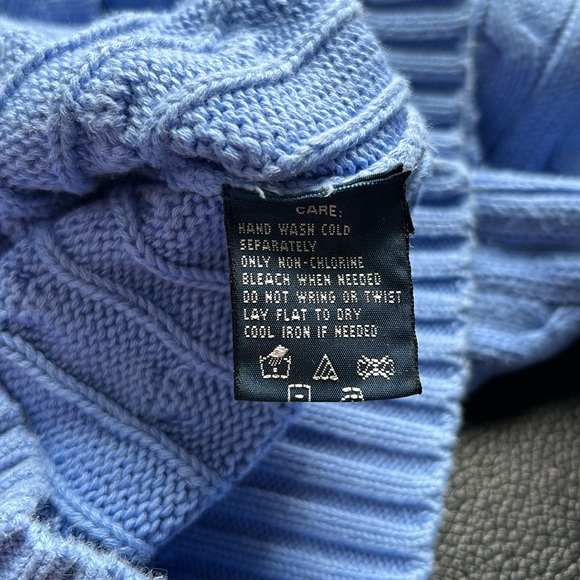 CARE:
HAND WASH COLD
SEPARATELY
ONLY NON-CHLORINE
BLEACH WHEN NEEDED
DO NOT WRING OR TWIST
LAY FLAT TO DRY
COOL IRON IF NEEDED